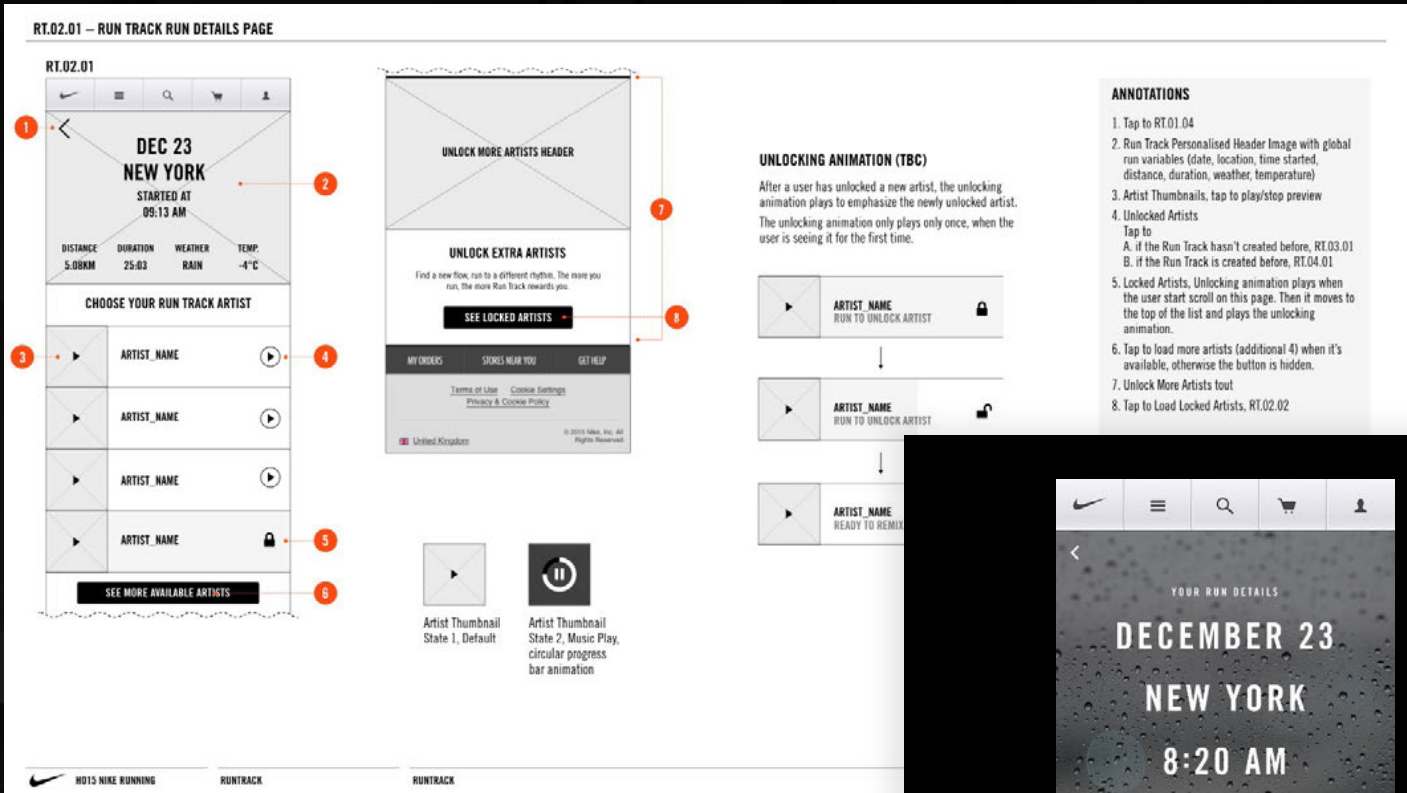 RT.02.01 – RUN TRACK RUN DETAILS PAGE
RT.02.01
1
DEC 23
NEW YORK
STARTED AT
09:13 AM
2
DISTANCE DURATION WEATHER TEMP.
5.08KM 25:03 RAIN -4°C
CHOOSE YOUR RUN TRACK ARTIST
3
ARTIST_NAME
4
ARTIST_NAME
ARTIST_NAME
ARTIST_NAME
5
SEE MORE AVAILABLE ARTISTS
6
UNLOCK MORE ARTISTS HEADER
7
UNLOCK EXTRA ARTISTS
Find a new flow, run to a different rhythm. The more you
run, the more Run Track rewards you.
SEE LOCKED ARTISTS
8
MY ORDERS STORES NEAR YOU GET HELP
Terms of Use Cookie Settings
Privacy & Cookie Policy
United Kingdom
© 2015 Nike, Inc. All
Rights Reserved
Artist Thumbnail
State 1, Default
Artist Thumbnail
State 2, Music Play,
circular progress
bar animation
UNLOCKING ANIMATION (TBC)
After a user has unlocked a new artist, the unlocking
animation plays to emphasize the newly unlocked artist.
The unlocking animation only plays only once, when the
user is seeing it for the first time.
ARTIST_NAME
RUN TO UNLOCK ARTIST
ARTIST_NAME
RUN TO UNLOCK ARTIST
ARTIST_NAME
READY TO REMIX
ANNOTATIONS
1. Tap to RT.01.04
2. Run Track Personalised Header Image with global
run variables (date, location, time started,
distance, duration, weather, temperature)
3. Artist Thumbnails, tap to play/stop preview
4. Unlocked Artists
Tap to
A. if the Run Track hasn't created before, RT.03.01
B. if the Run Track is created before, RT.04.01
5. Locked Artists, Unlocking animation plays when
the user start scroll on this page. Then it moves to
the top of the list and plays the unlocking
animation.
6. Tap to load more artists (additional 4) when it's
available, otherwise the button is hidden.
7. Unlock More Artists tout
8. Tap to Load Locked Artists, RT.02.02
YOUR RUN DETAILS
DECEMBER 23
NEW YORK
8:20 AM
HO15 NIKE RUNNING
RUNTRACK
RUNTRACK